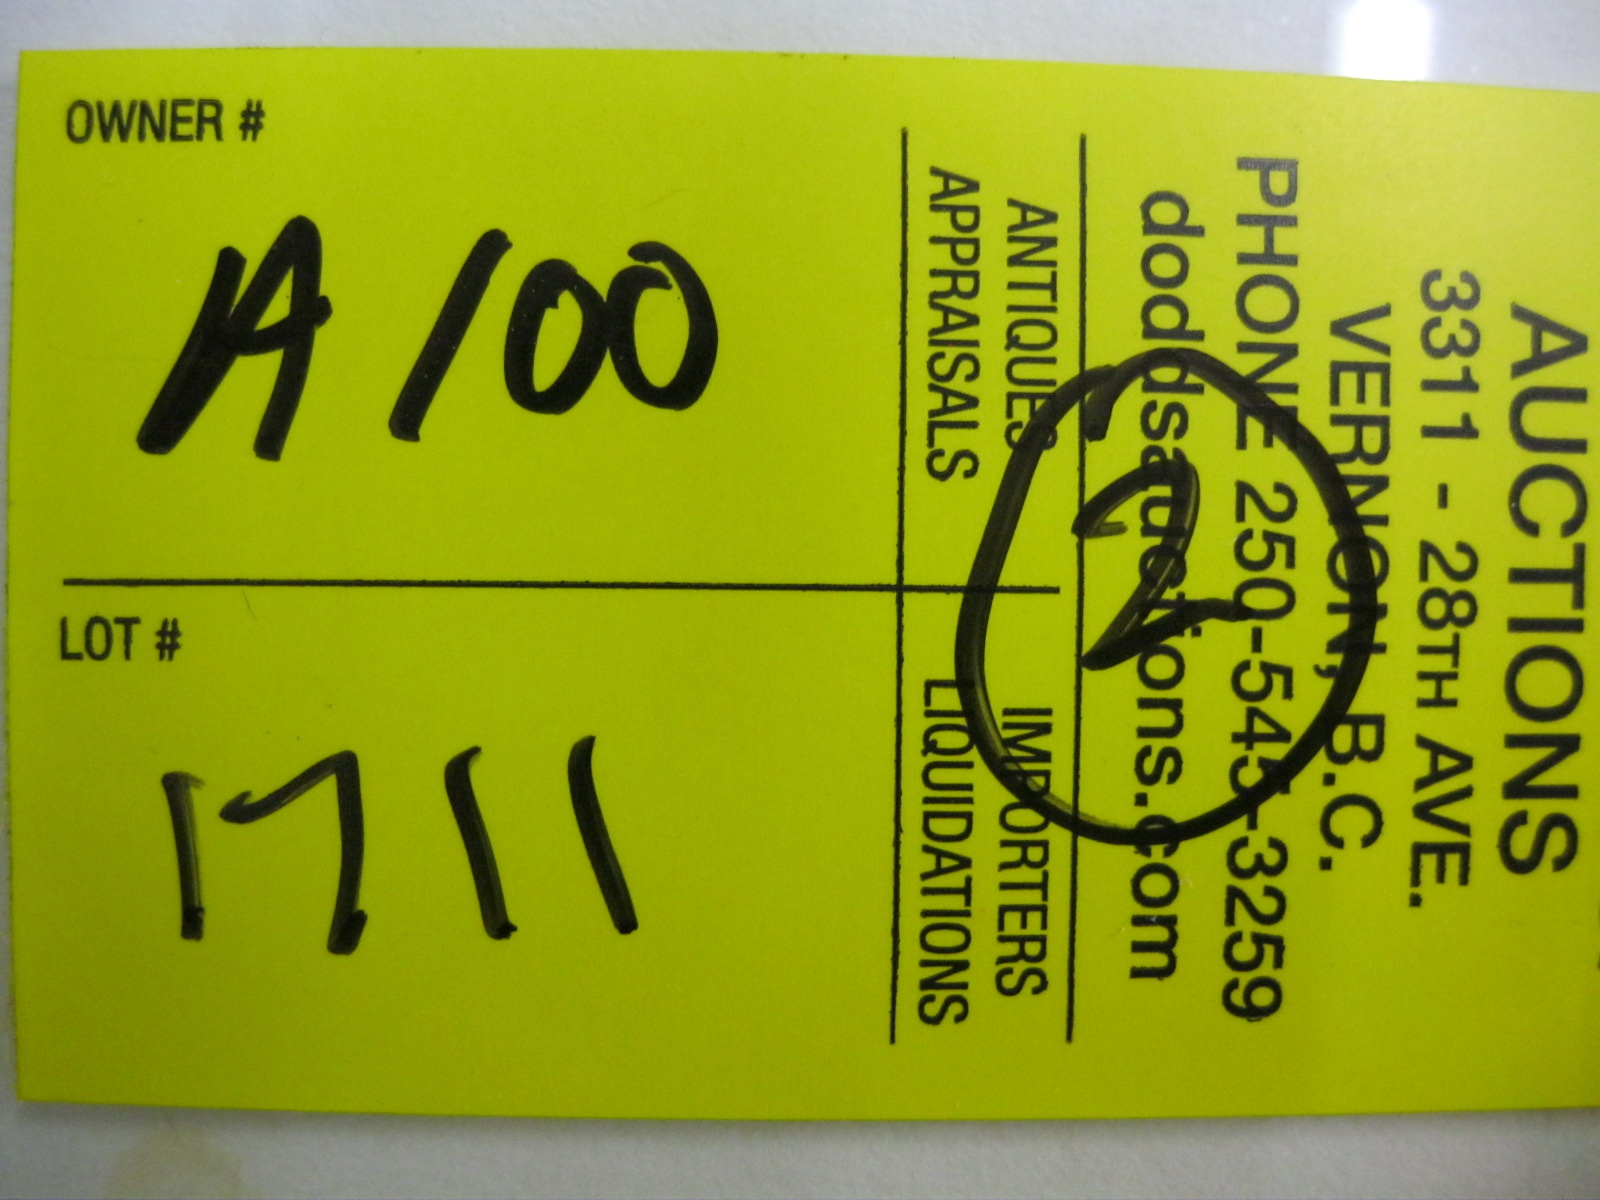 OWNER #
A100
LOT #
1711
AUCTIONS
3311 - 28TH AVE.
VERNON, B.C.
PHONE 250-545-3259
doddsauctions.com
ANTIQUES IMPORTERS
APPRAISALS LIQUIDATIONS
2